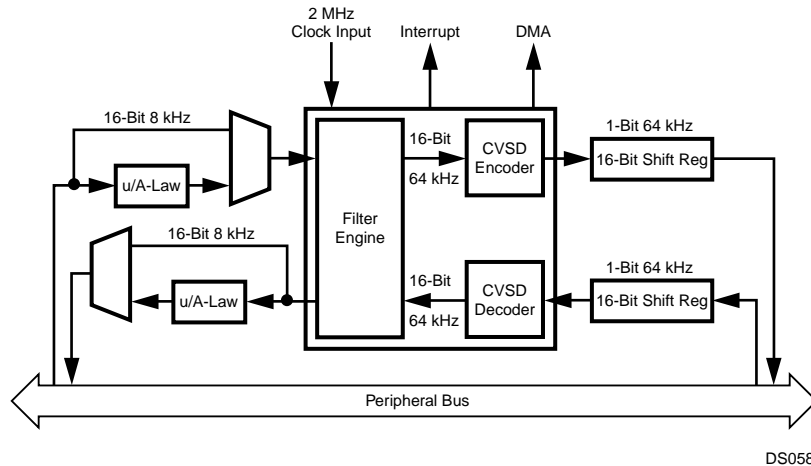 2 MHz
Clock Input
Interrupt
DMA
16-Bit 8 kHz
u/A-Law
Filter
Engine
16-Bit
64 kHz
CVSD
Encoder
1-Bit 64 kHz
16-Bit Shift Reg
16-Bit 8 kHz
u/A-Law
16-Bit
64 kHz
CVSD
Decoder
1-Bit 64 kHz
16-Bit Shift Reg
Peripheral Bus
DS058